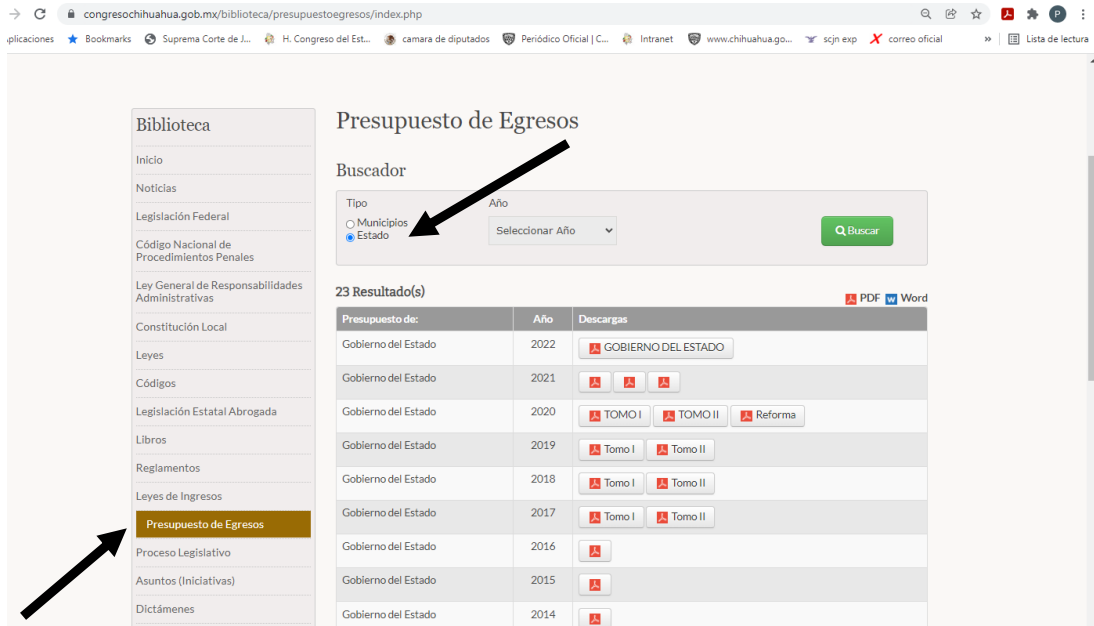 congresochihuahua.gob.mx/biblioteca/presupuestoegresos/index.php
P
plicaciones Bookmarks Suprema Corte de J... H. Congreso del Est... camara de diputados Periódico Oficial | C... Intranet www.chihuahua.go... scjn exp correo oficial » Lista de lectura
Biblioteca
Inicio
Noticias
Legislación Federal
Código Nacional de
Procedimientos Penales
Ley General de Responsabilidades
Administrativas
Constitución Local
Leyes
Códigos
Legislación Estatal Abrogada
Libros
Reglamentos
Leyes de Ingresos
Presupuesto de Egresos
Proceso Legislativo
Asuntos (Iniciativas)
Dictámenes
Presupuesto de Egresos
Buscador
Tipo Año
Municipios
Estado
Seleccionar Año
Buscar
23 Resultado(s)
PDF Word
Presupuesto de: Año Descargas
Gobierno del Estado 2022 GOBIERNO DEL ESTADO
Gobierno del Estado 2021
Gobierno del Estado 2020 TOMO I TOMO II Reforma
Gobierno del Estado 2019 Tomo I Tomo II
Gobierno del Estado 2018 Tomo I Tomo II
Gobierno del Estado 2017 Tomo I Tomo II
Gobierno del Estado 2016
Gobierno del Estado 2015
Gobierno del Estado 2014